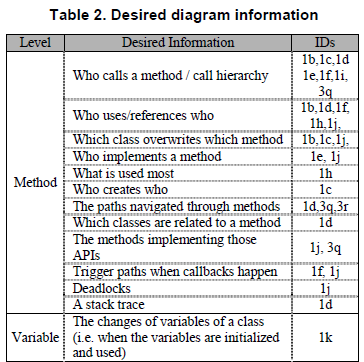 Table 2. Desired diagram information
Level Desired Information IDs
Method
Who calls a method / call hierarchy
1b,1c,1d
1e,1f,1i,
3q
Who uses/references who
1b,1d,1f,
1h,1j,
Which class overwrites which method 1b,1c,1j,
Who implements a method 1e, 1j
What is used most 1h
Who creates who 1c
The paths navigated through methods 1d,3q,3r
Which classes are related to a method 1d
The methods implementing those
APIs
1j, 3q
Trigger paths when callbacks happen 1f, 1j
Deadlocks 1j
A stack trace 1d
Variable
The changes of variables of a class
(i.e. when the variables are initialized
and used)
1k